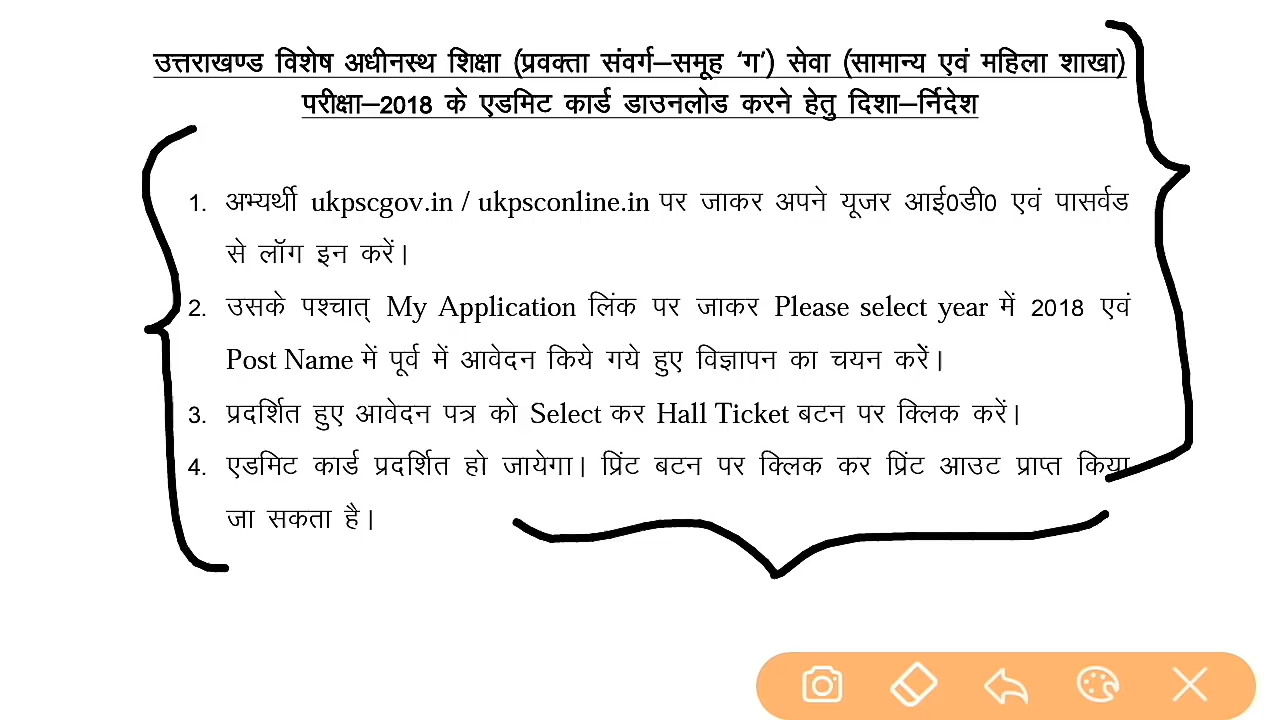 उत्तराखण्ड विशेष अधीनस्थ शिक्षा (प्रवक्ता संवर्ग–समूह ‘ग’) सेवा (सामान्य एवं महिला शाखा)
परीक्षा–2018 के एडमिट कार्ड डाउनलोड करने हेतु दिशा–र्निदेश
1. अभ्यर्थी ukpscgov.in / ukpsconline.in पर जाकर अपने यूजर आई0डी0 एवं पासर्वड
से लॉग इन करें।
2. उसके पश्चात् My Application लिंक पर जाकर Please select year में 2018 एवं
Post Name में पूर्व में आवेदन किये गये हुए विज्ञापन का चयन करें।
3. प्रदर्शित हुए आवेदन पत्र को Select कर Hall Ticket बटन पर क्लिक करें।
4. एडमिट कार्ड प्रदर्शित हो जायेगा। प्रिंट बटन पर क्लिक कर प्रिंट आउट प्राप्त किया
जा सकता है।